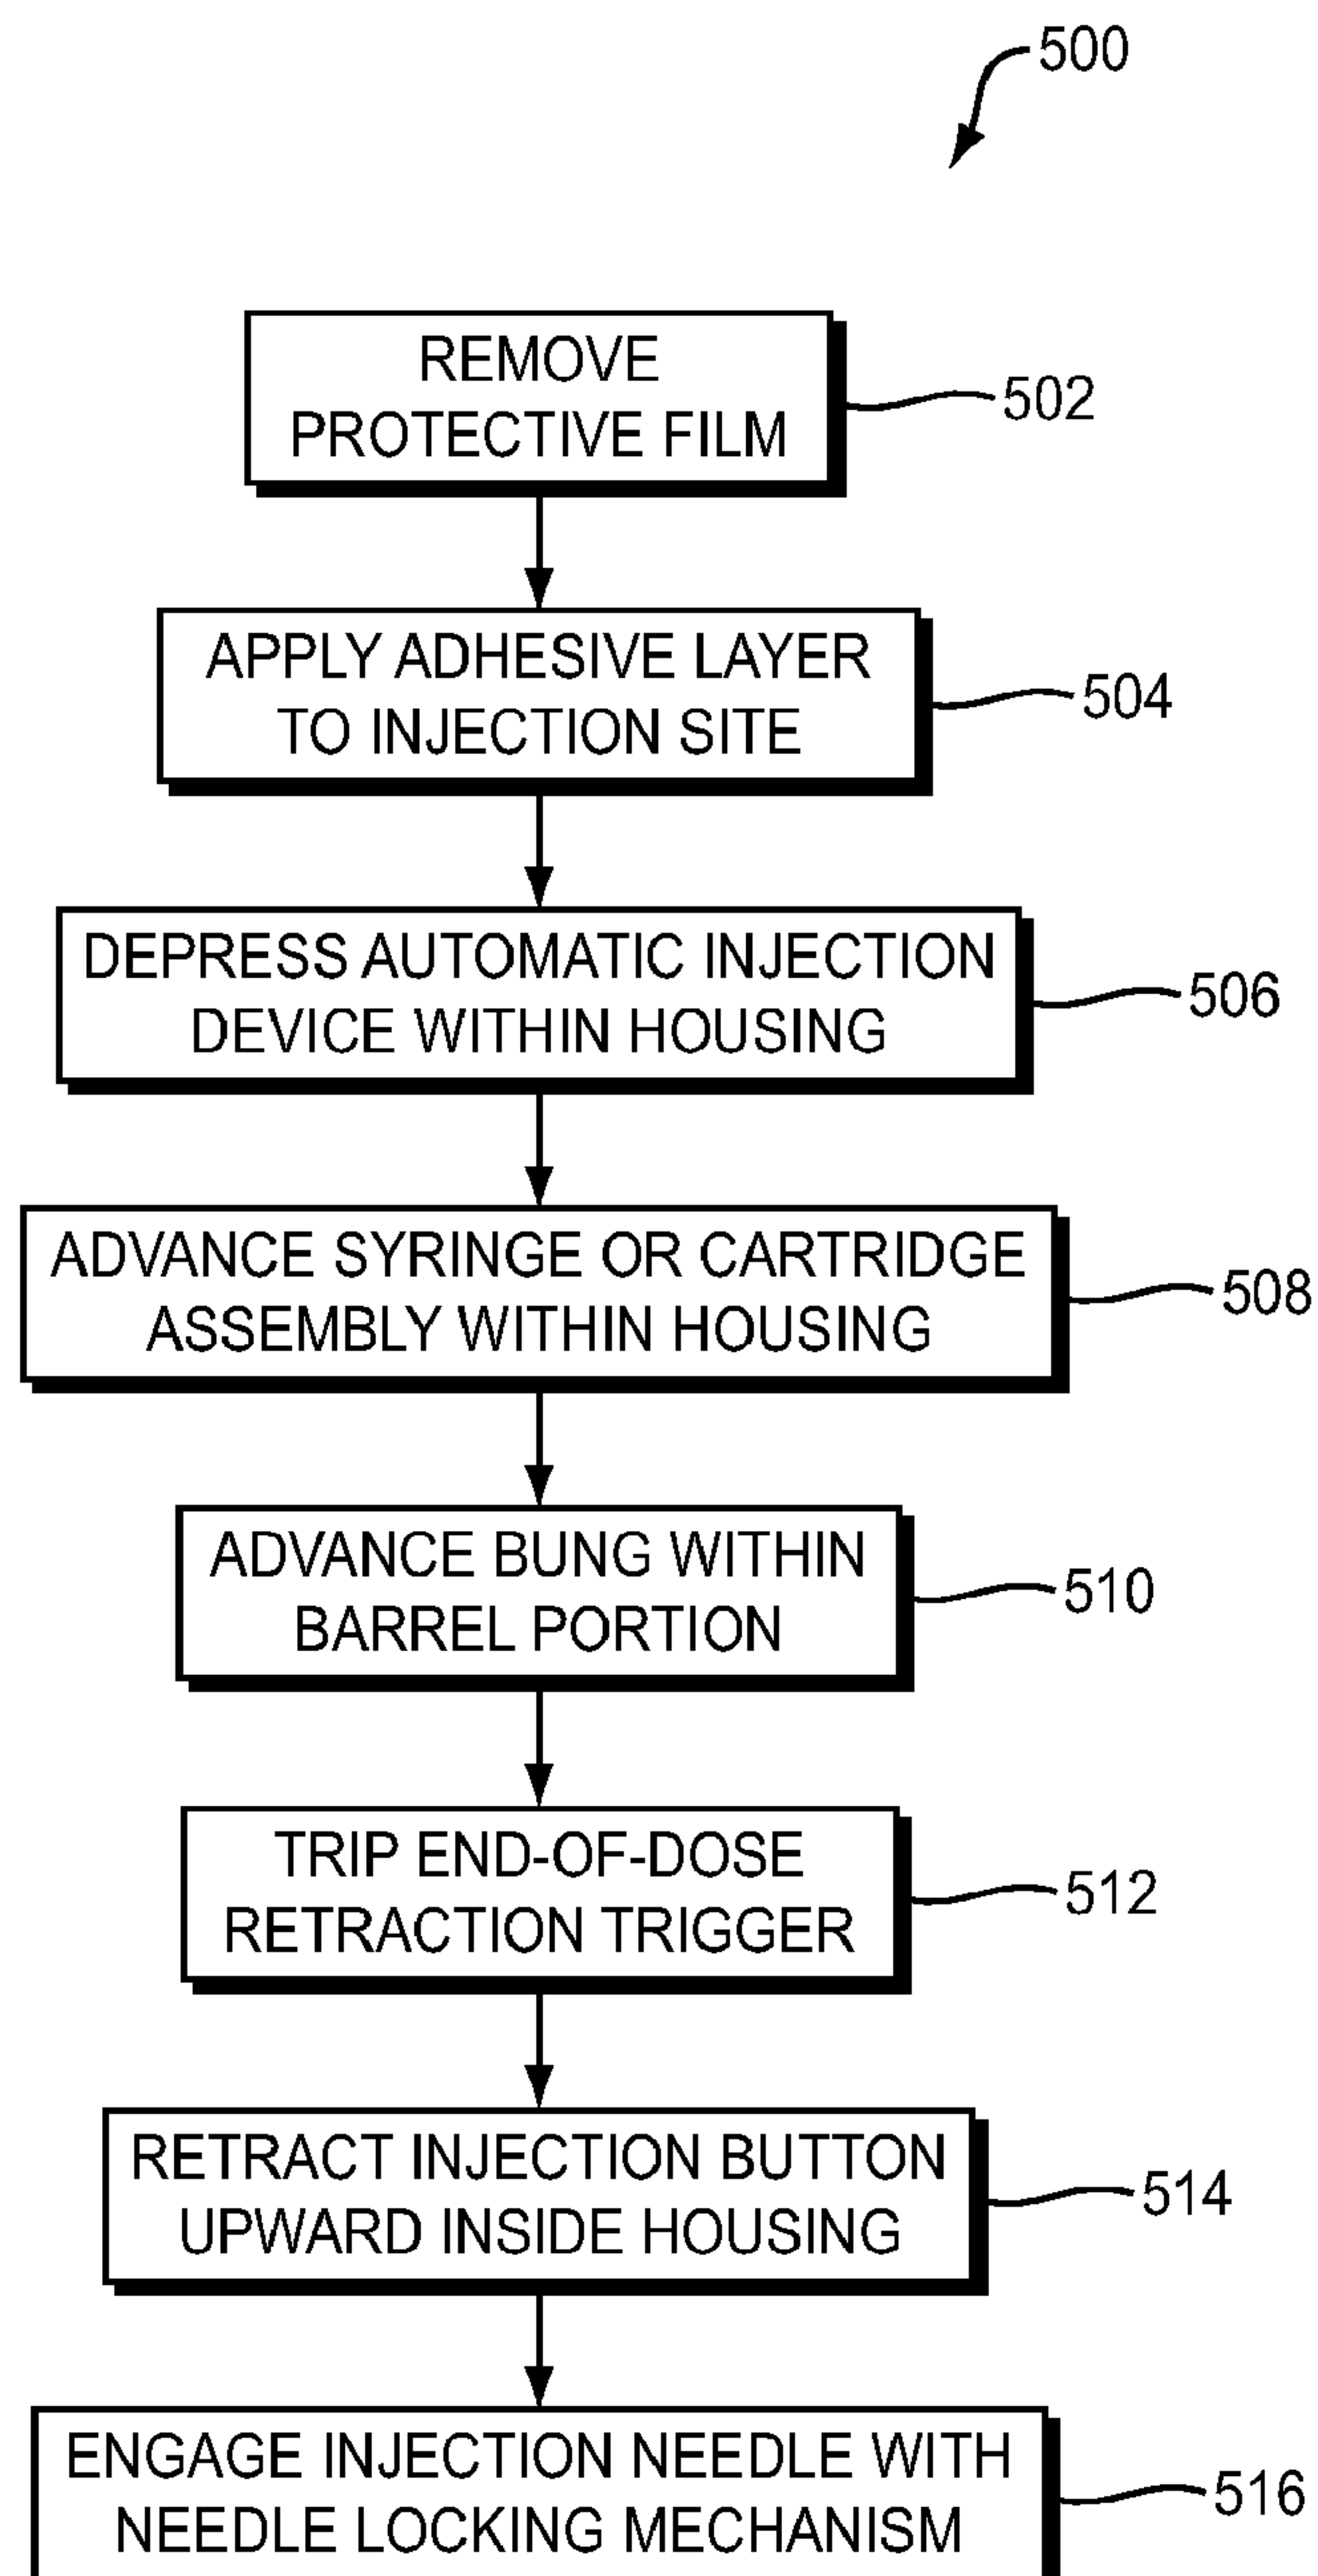 500
REMOVE
PROTECTIVE FILM
502
APPLY ADHESIVE LAYER
TO INJECTION SITE
504
DEPRESS AUTOMATIC INJECTION
DEVICE WITHIN HOUSING
506
ADVANCE SYRINGE OR CARTRIDGE
ASSEMBLY WITHIN HOUSING
508
ADVANCE BUNG WITHIN
BARREL PORTION
510
TRIP END-OF-DOSE
RETRACTION TRIGGER
512
RETRACT INJECTION BUTTON
UPWARD INSIDE HOUSING
514
ENGAGE INJECTION NEEDLE WITH
NEEDLE LOCKING MECHANISM
516